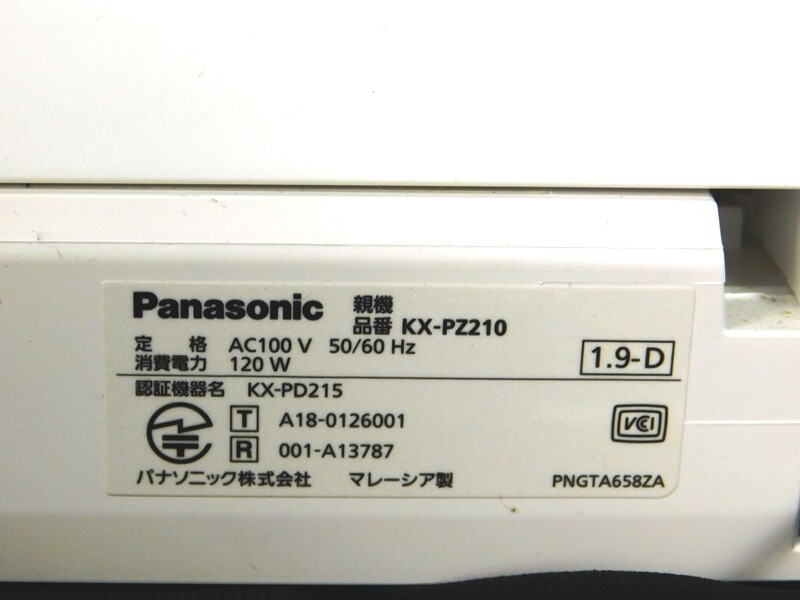 Panasonic 親機
品番 KX-PZ210
定格 AC100 V 50/60 Hz
消費電力 120 W
1.9-D
認証機器名 KX-PD215
T A18-0126001
R 001-A13787
VCCI
パナソニック株式会社 マレーシア製 PNGTA658ZA